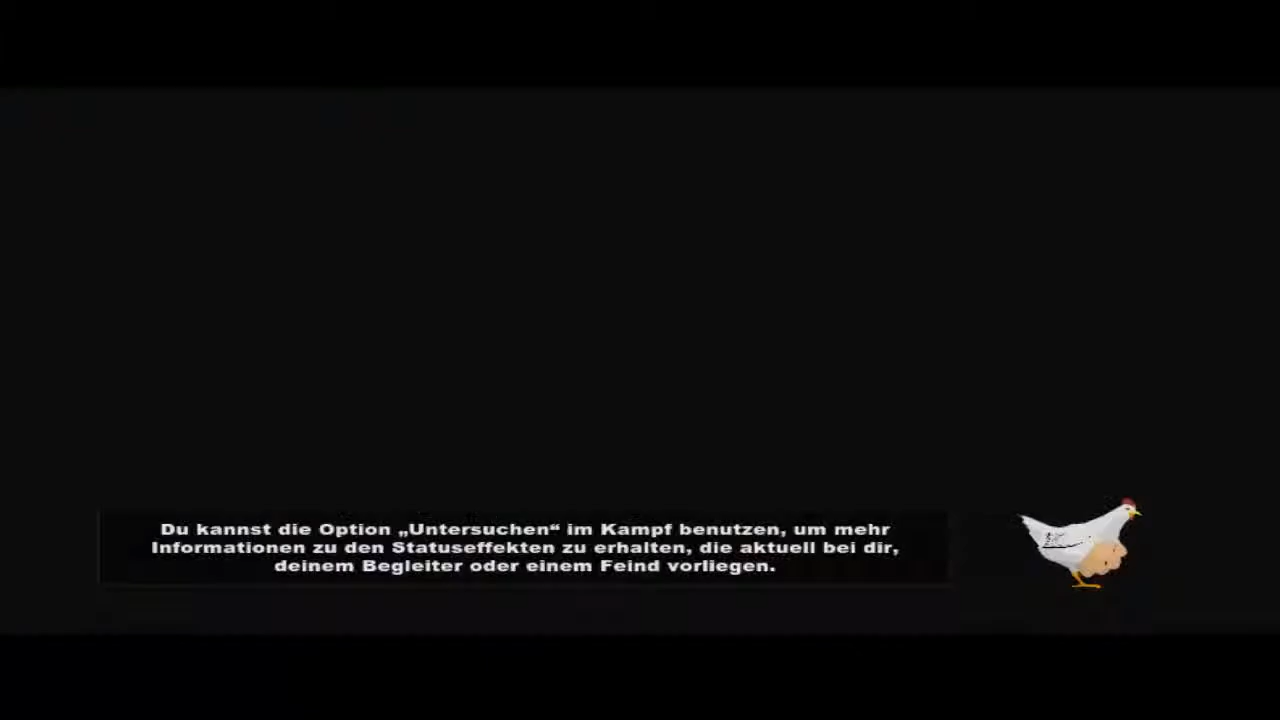 Du kannst die Option „Untersuchen“ im Kampf benutzen, um mehr
Informationen zu den Statuseffekten zu erhalten, die aktuell bei dir,
deinem Begleiter oder einem Feind vorliegen.